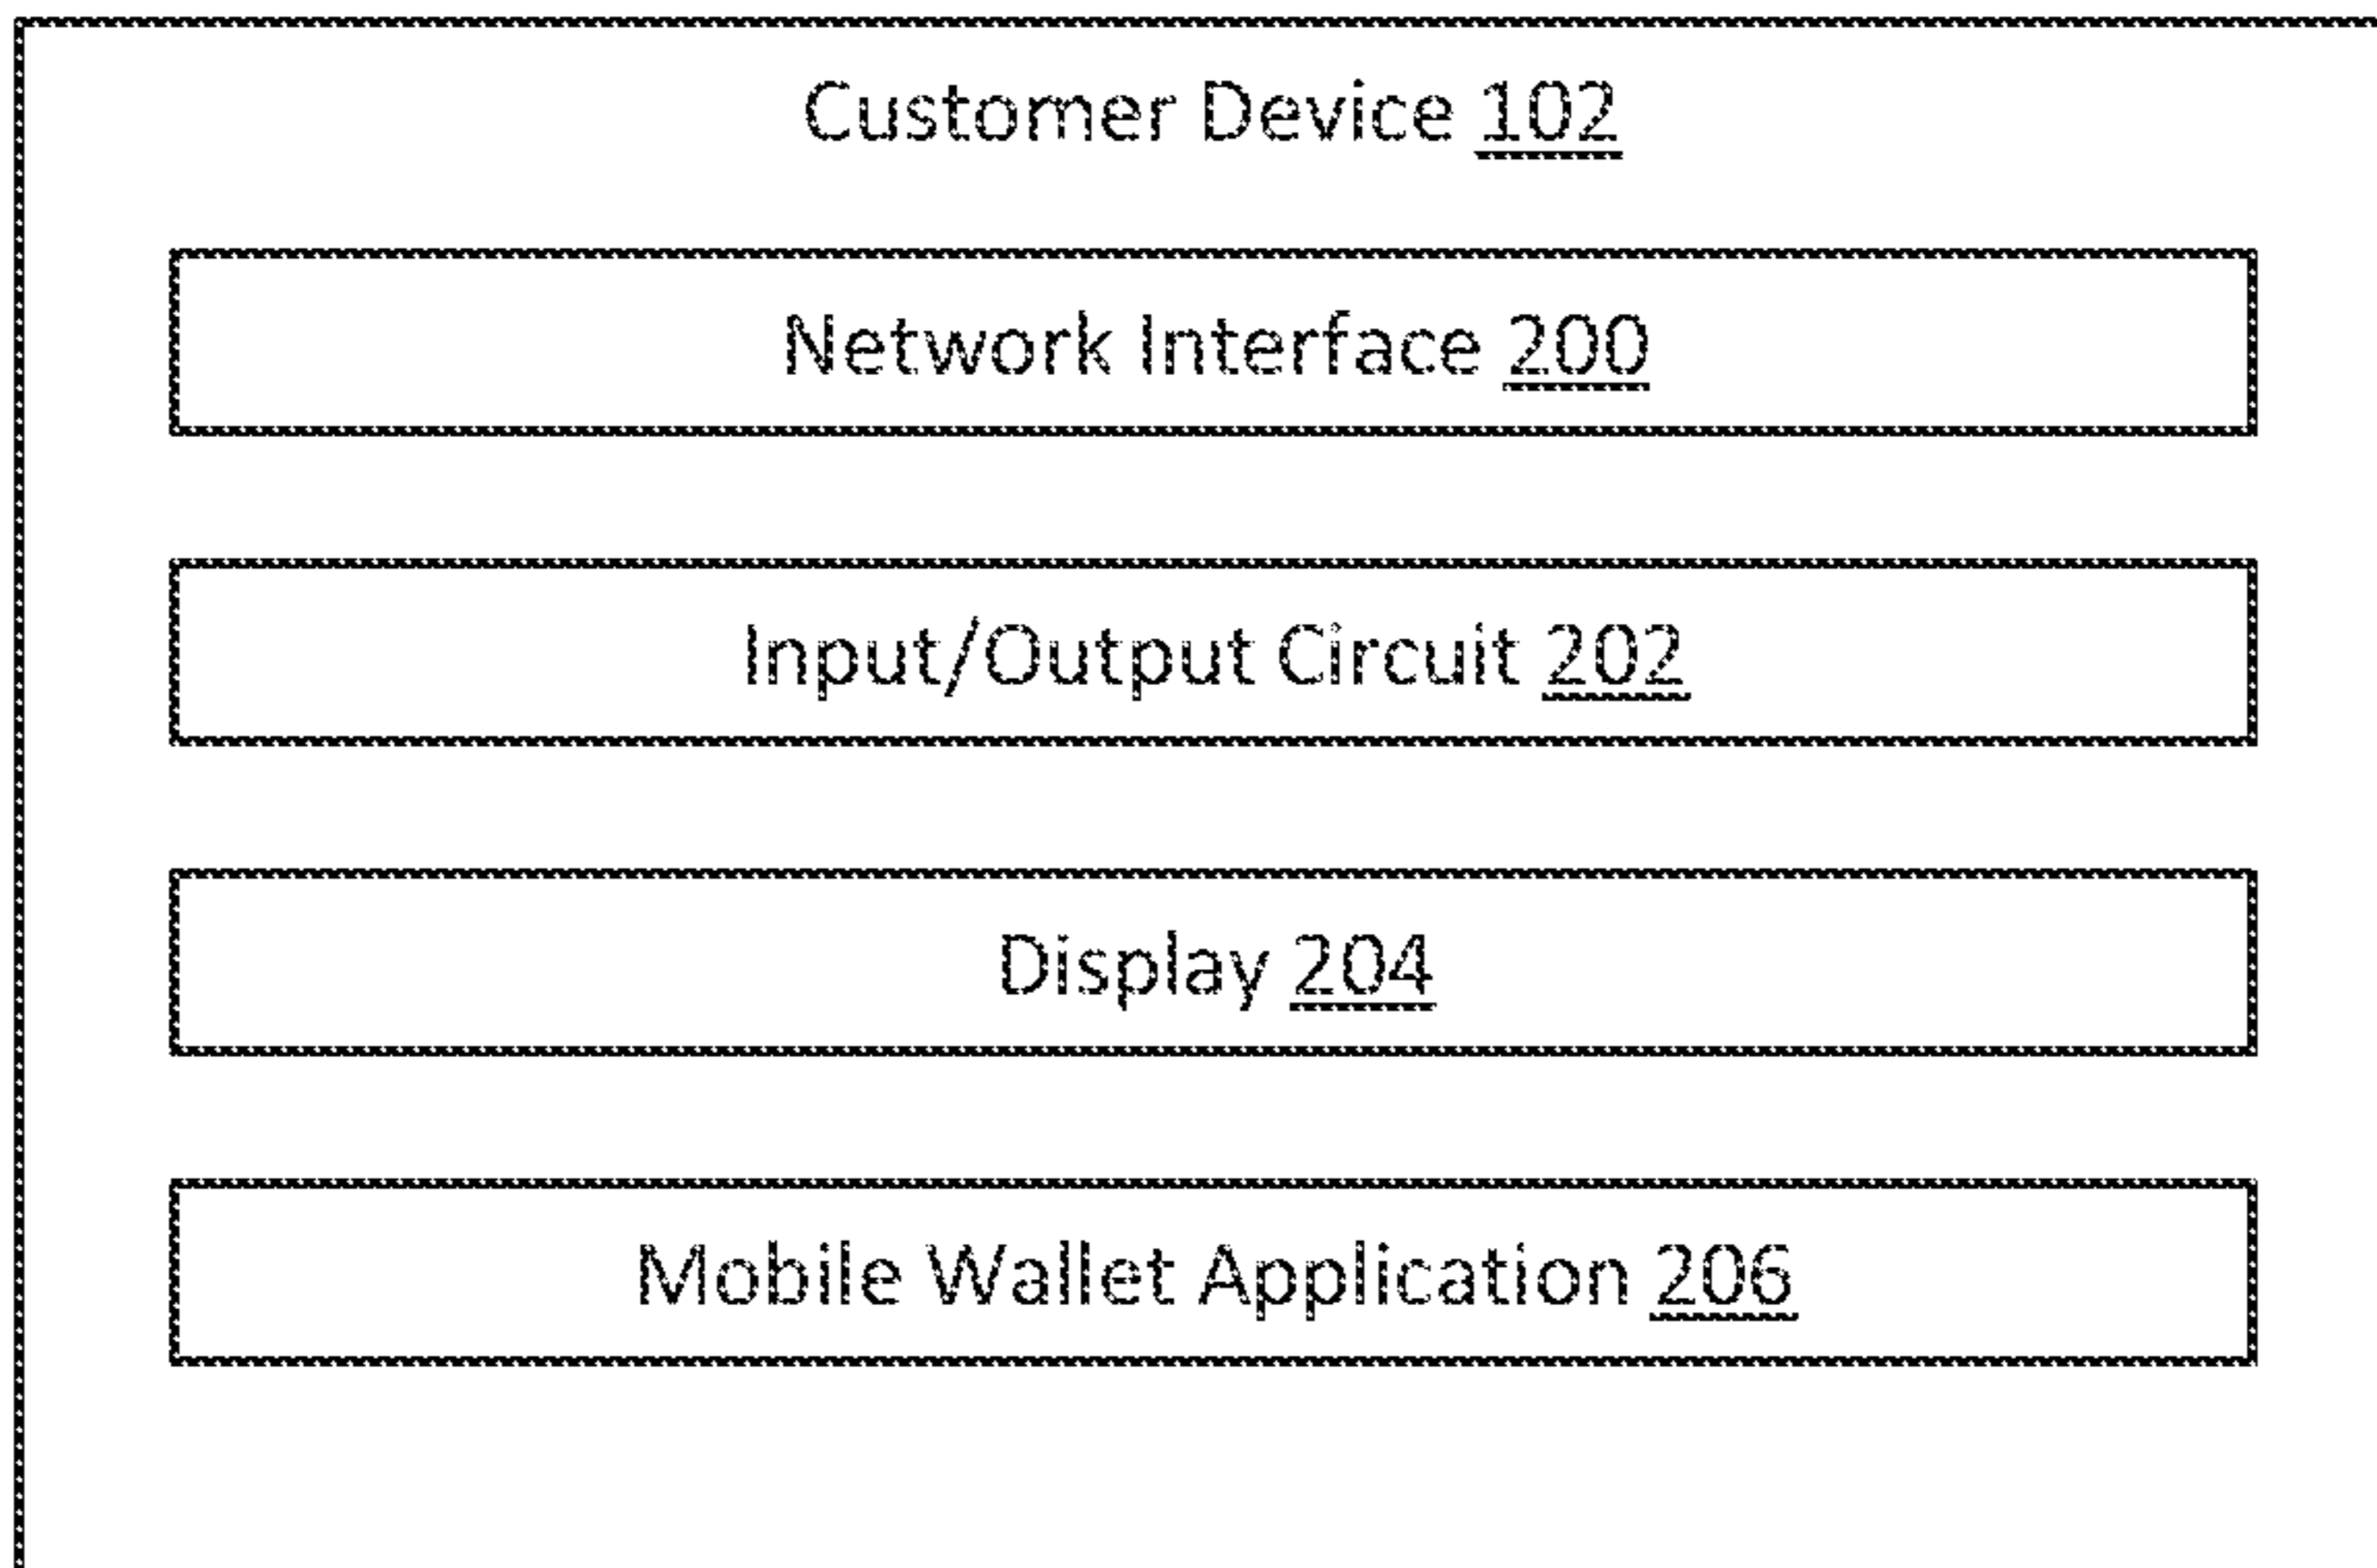 Customer Device 102
Network Interface 200
Input/Output Circuit 202
Display 204
Mobile Wallet Application 206